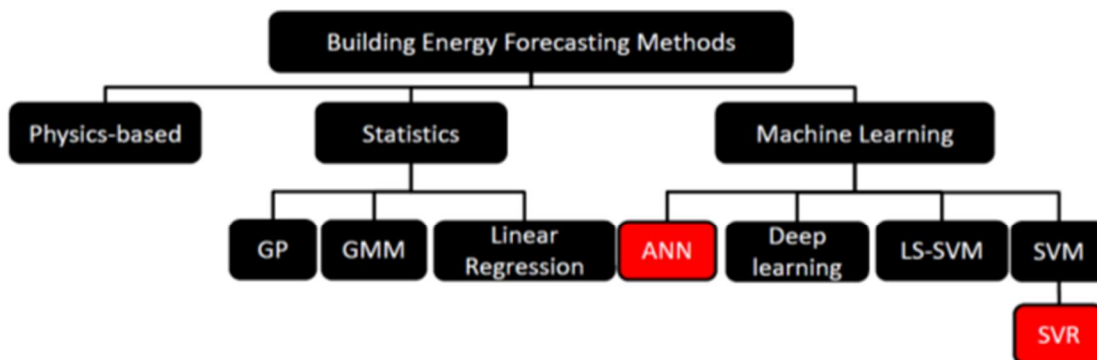 Building Energy Forecasting Methods
Physics-based
Statistics
Machine Learning
GP
GMM
Linear
Regression
ANN
Deep
learning
LS-SVM
SVM
SVR